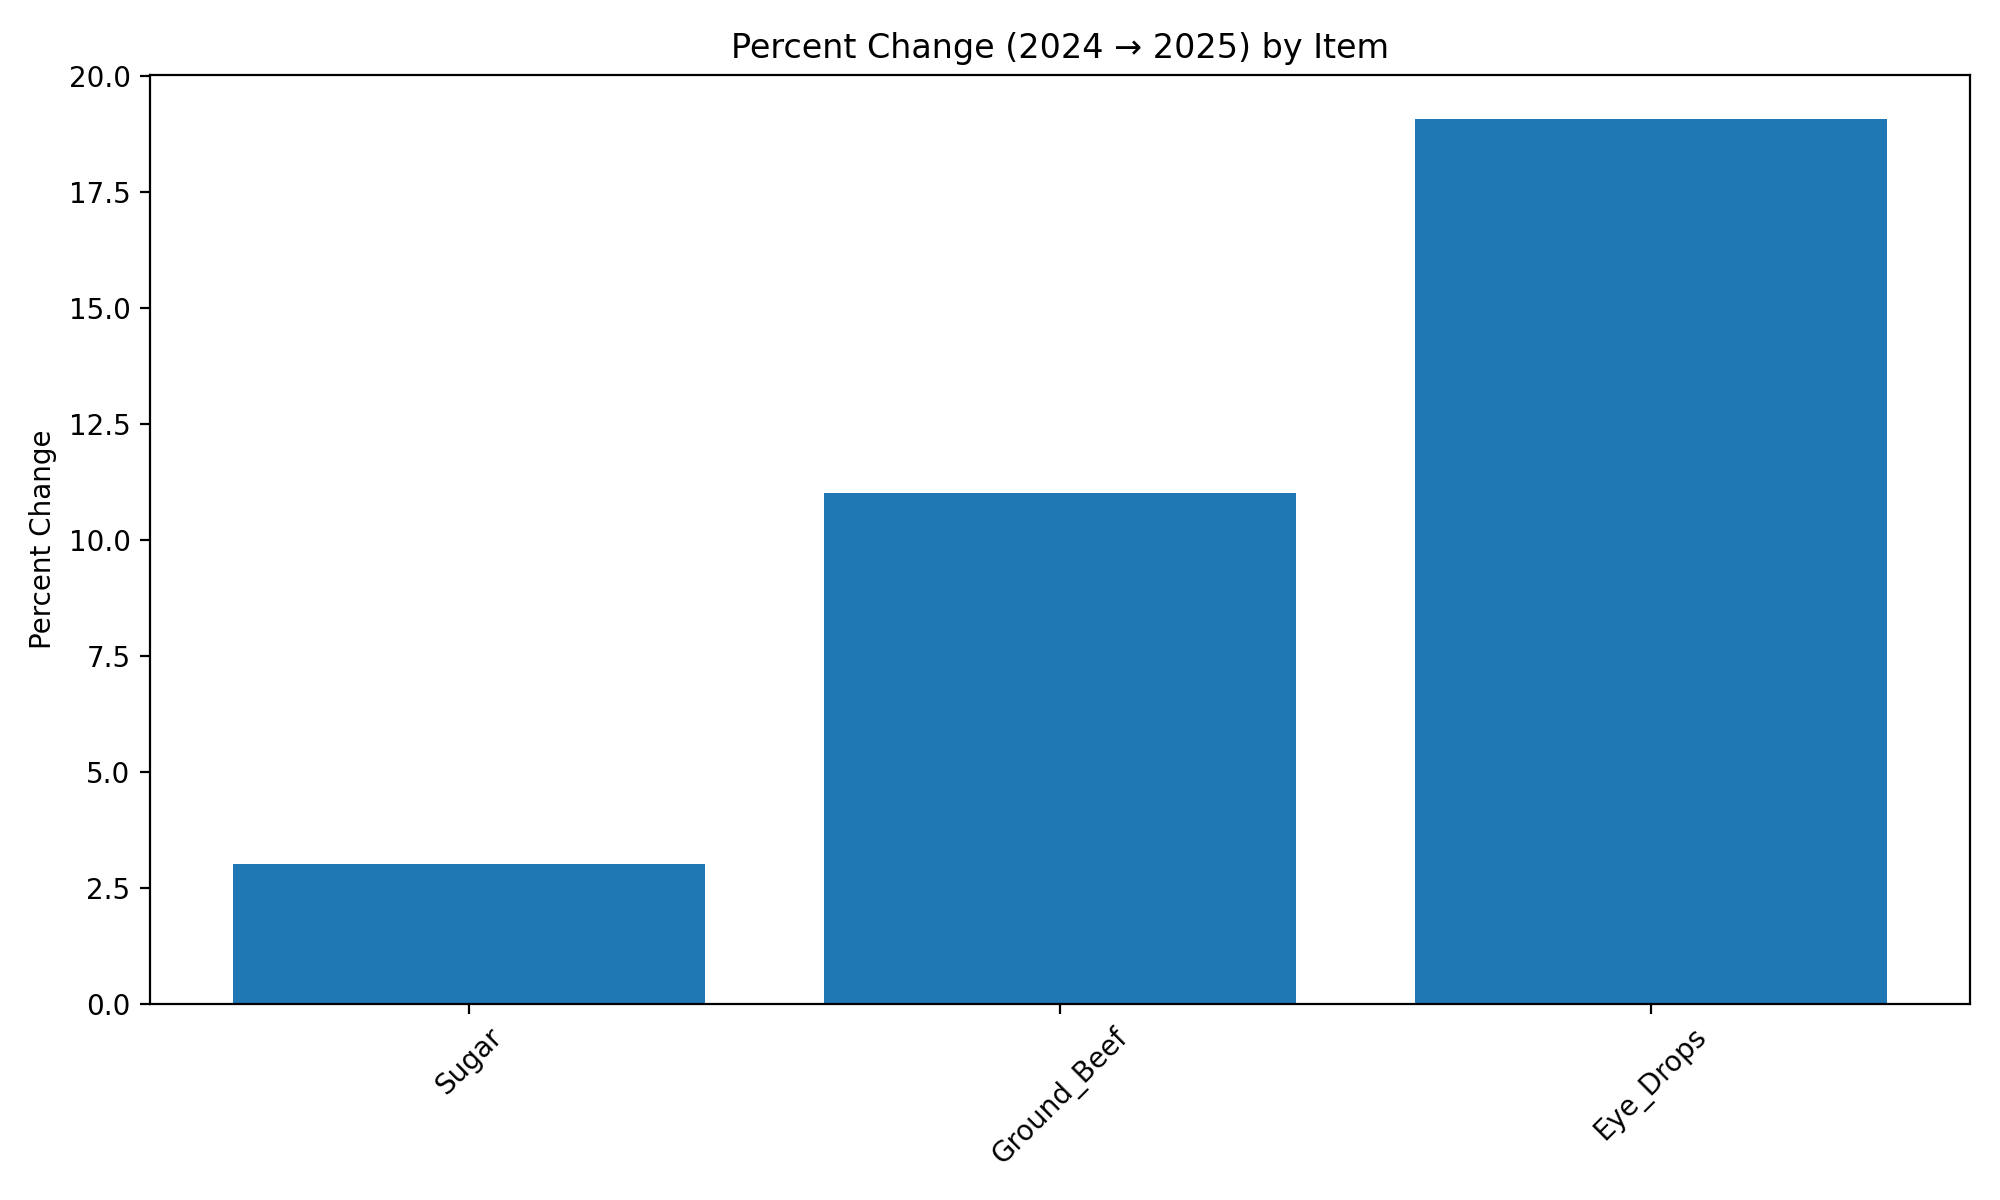 Percent Change (2024 → 2025) by Item
Percent Change
20.0
17.5
15.0
12.5
10.0
7.5
5.0
2.5
0.0
Sugar
Ground_Beef
Eye_Drops